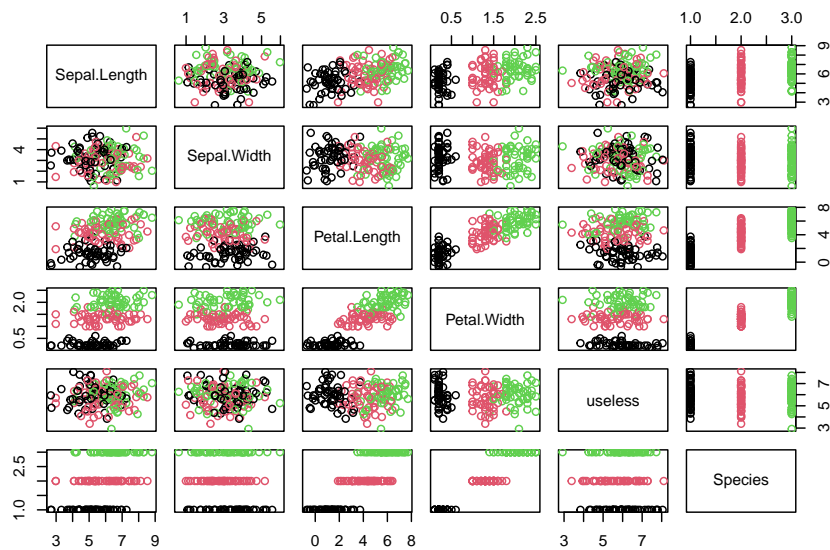 1 2 3 4 5 6
0.5 1.5 2.5
1.0 2.0 3.0
Sepal.Length
3 5 7 9
Sepal.Width
1 4
Petal.Length
0 4 8
Petal.Width
0.5 2.0
useless
3 5 7
Species
1.0 2.5
3 5 7 9
0 2 4 6 8
3 5 7